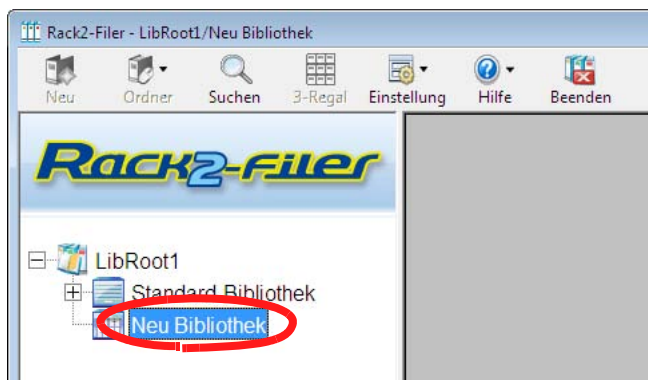 Rack2-Filer - LibRoot1/Neu Bibliothek
Neu Ordner Suchen 3-Regal Einstellung Hilfe Beenden
Rack2-Filer
LibRoot1
Standard-Bibliothek
Neu Bibliothek